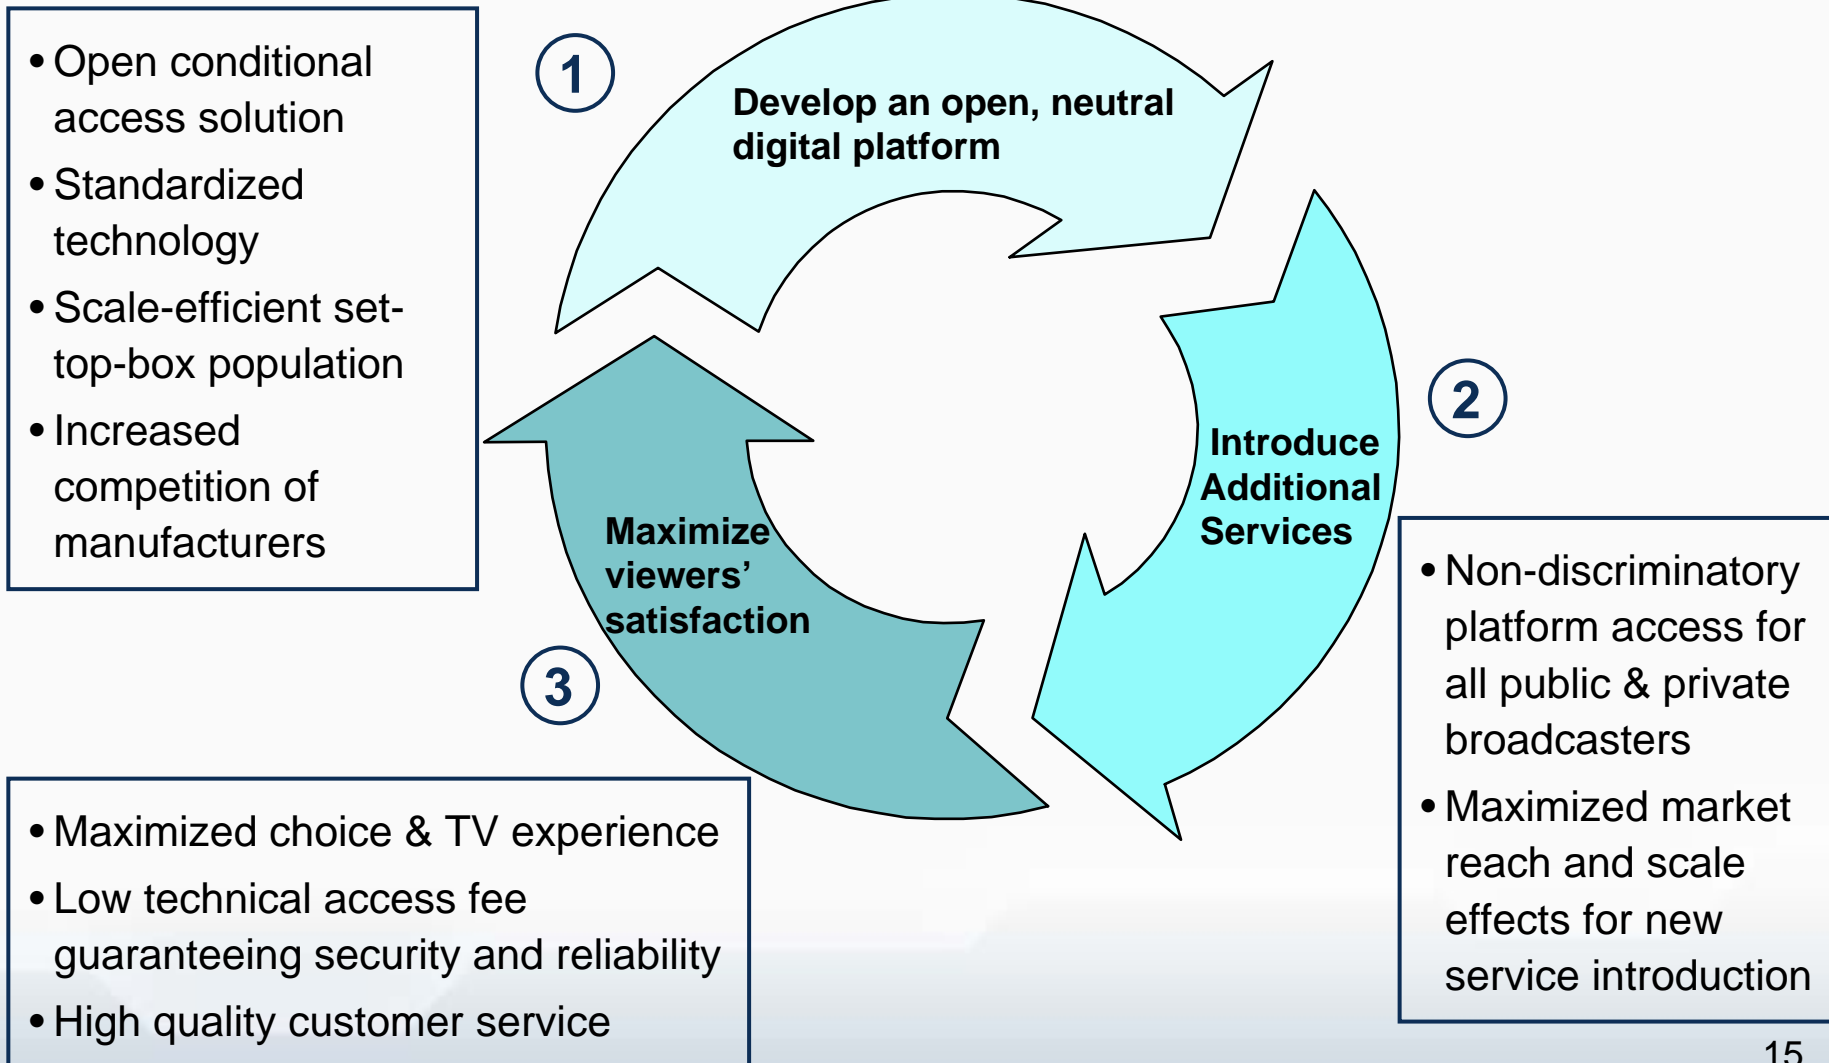 • Open conditional
access solution
• Standardized
technology
• Scale-efficient set-
top-box population
• Increased
competition of
manufacturers
1
Develop an open, neutral
digital platform
2
Introduce
Additional
Services
• Non-discriminatory
platform access for
all public & private
broadcasters
• Maximized market
reach and scale
effects for new
service introduction
3
Maximize
viewers’
satisfaction
• Maximized choice & TV experience
• Low technical access fee
guaranteeing security and reliability
• High quality customer service
15